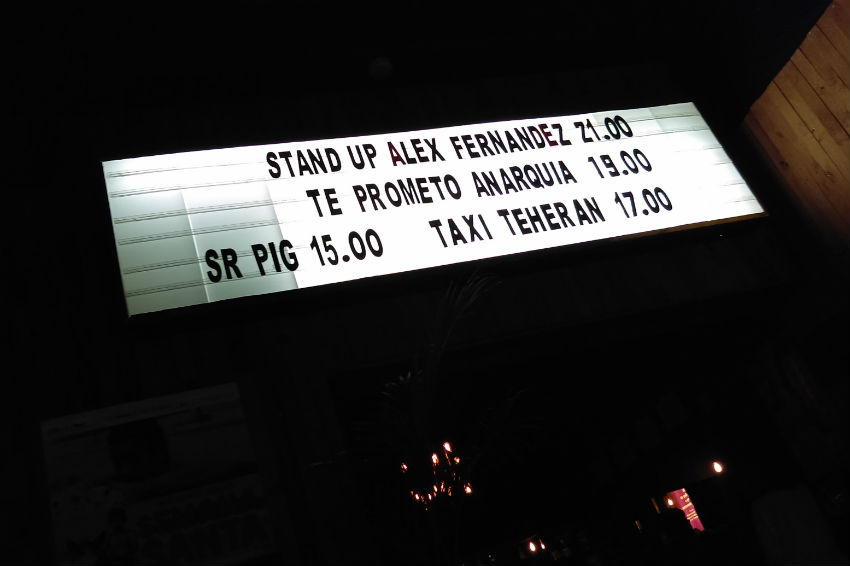 STAND UP ALEX FERNANDEZ 21.00
TE PROMETO ANARQUIA 19.00
SR PIG 15.00 TAXI TEHERAN 17.00
SANTA